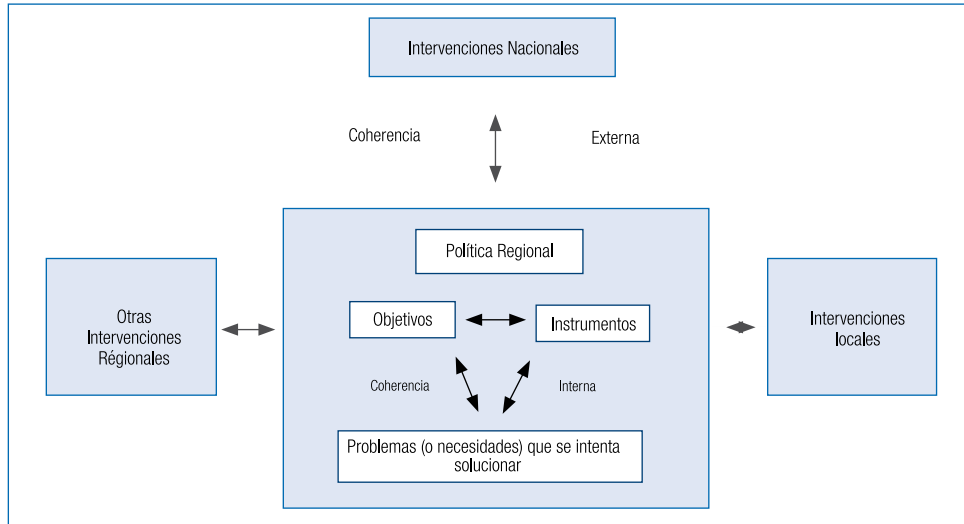 Intervenciones Nacionales
Coherencia
Externa
Política Regional
Otras
Intervenciones
Régionales
Objetivos
Instrumentos
Intervenciones
locales
Coherencia
Interna
Problemas (o necesidades) que se intenta
solucionar